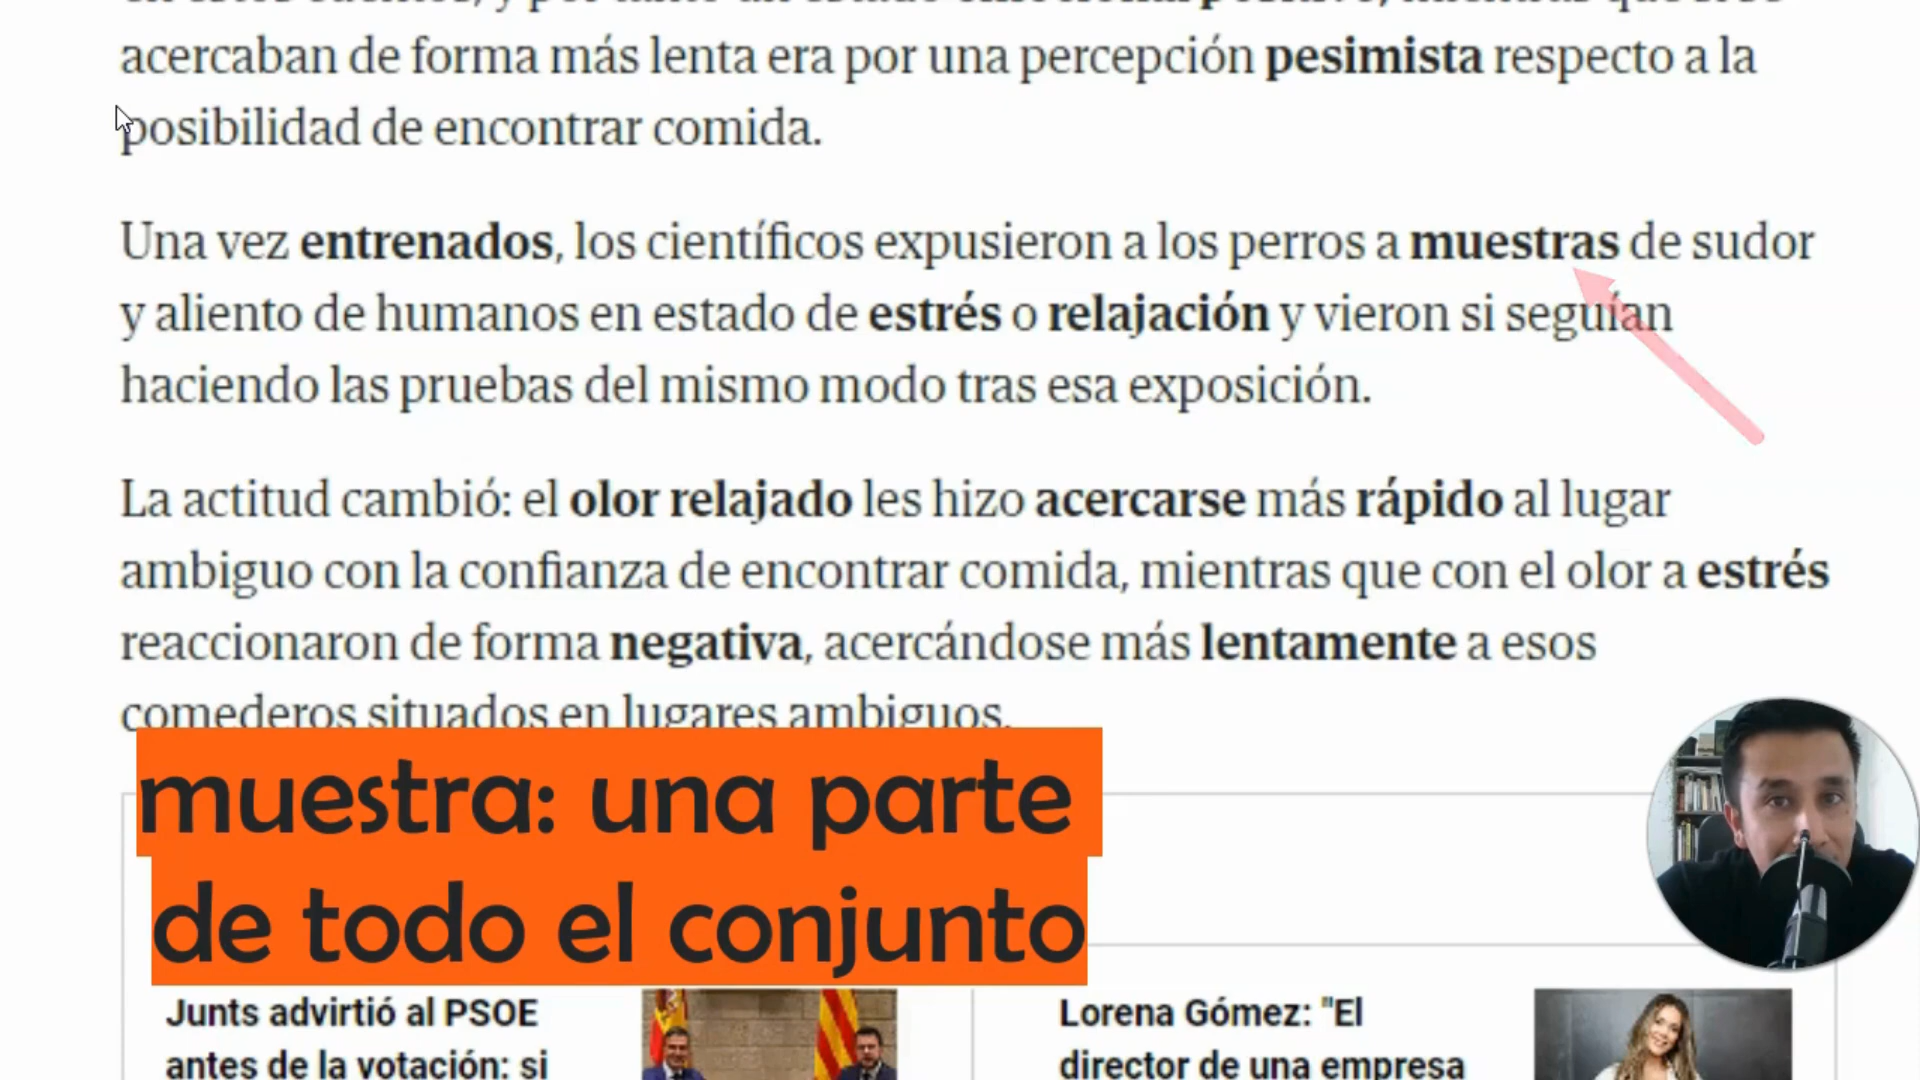 acercaban de forma más lenta era por una percepción pesimista respecto a la
posibilidad de encontrar comida.
Una vez entrenados, los científicos expusieron a los perros a muestras de sudor
y aliento de humanos en estado de estrés o relajación y vieron si seguían
haciendo las pruebas del mismo modo tras esa exposición.
La actitud cambió: el olor relajado les hizo acercarse más rápido al lugar
ambiguo con la confianza de encontrar comida, mientras que con el olor a estrés
reaccionaron de forma negativa, acercándose más lentamente a esos
comederos situados en lugares ambiguos.
muestra: una parte
de todo el conjunto
Junts advirtió al PSOE
antes de la votación: si
Lorena Gómez: "El
director de una empresa